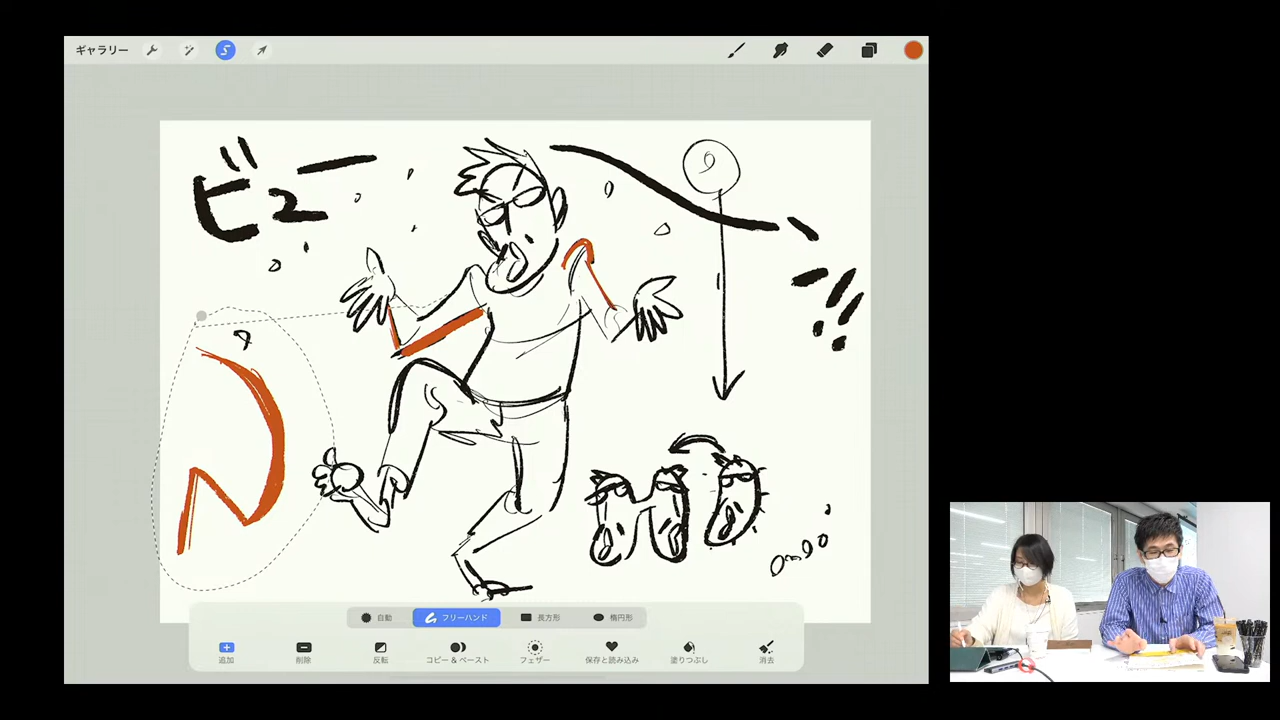 ギャラリー
ビュー
!!
自動
フリーハンド
長方形
楕円形
追加
削除
反転
コピー & ペースト
フェザー
保存と読み込み
塗りつぶし
消去